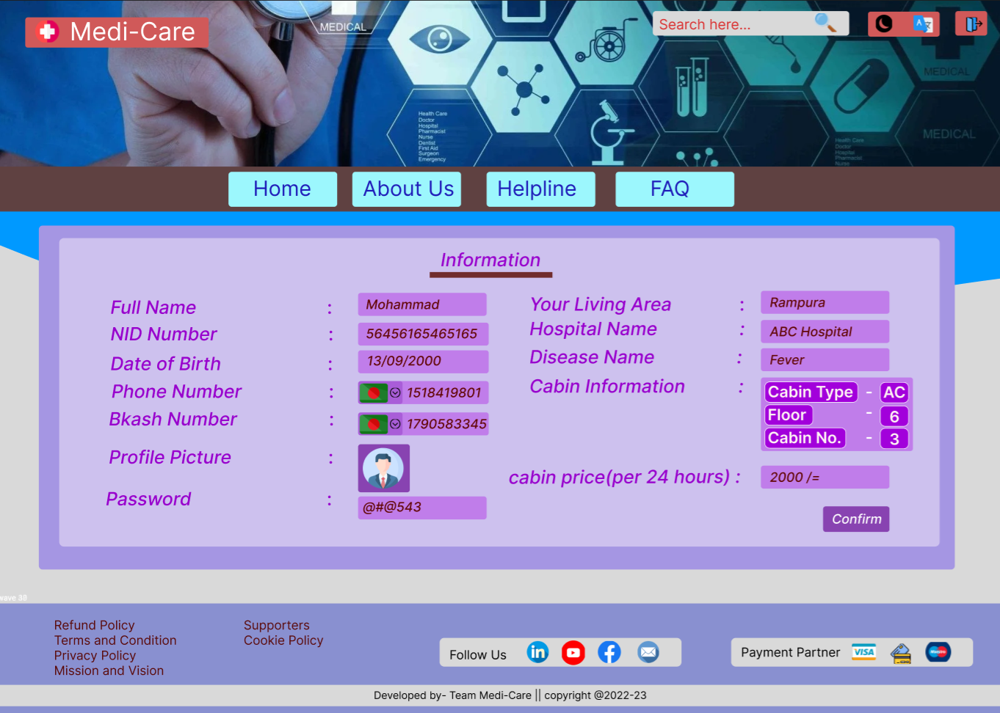 Medi-Care
MEDICAL
Search here...
MEDICAL
MEDICAL
Health Care
Doctor
Hospital
Pharmacist
Nurse
Dentist
First Aid
Surgeon
Emergency
Health Care
Doctor
Hospital
Pharmacist
Nurse
Home
About Us
Helpline
FAQ
Information
Full Name : Mohammad
NID Number : 56456165465165
Date of Birth : 13/09/2000
Phone Number : 1518419801
Bkash Number : 1790583345
Profile Picture :
Password : @#@543
Your Living Area : Rampura
Hospital Name : ABC Hospital
Disease Name : Fever
Cabin Information :
Cabin Type - AC
Floor - 6
Cabin No. - 3
cabin price(per 24 hours) : 2000 /=
Confirm
wave 38
Refund Policy
Terms and Condition
Privacy Policy
Mission and Vision
Supporters
Cookie Policy
Follow Us
in
Payment Partner
VISA
Maestro
Developed by- Team Medi-Care || copyright @2022-23